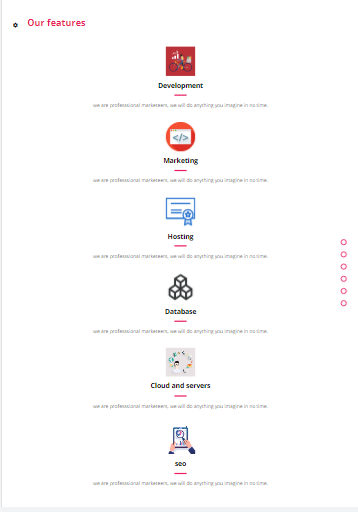 Our features
Development
we are professional marketeers, we will do anything you imagine in no time.
</>
Marketing
we are professional marketeers, we will do anything you imagine in no time.
Hosting
we are professional marketeers, we will do anything you imagine in no time.
Database
we are professional marketeers, we will do anything you imagine in no time.
Cloud and servers
we are professional marketeers, we will do anything you imagine in no time.
seo
we are professional marketeers, we will do anything you imagine in no time.